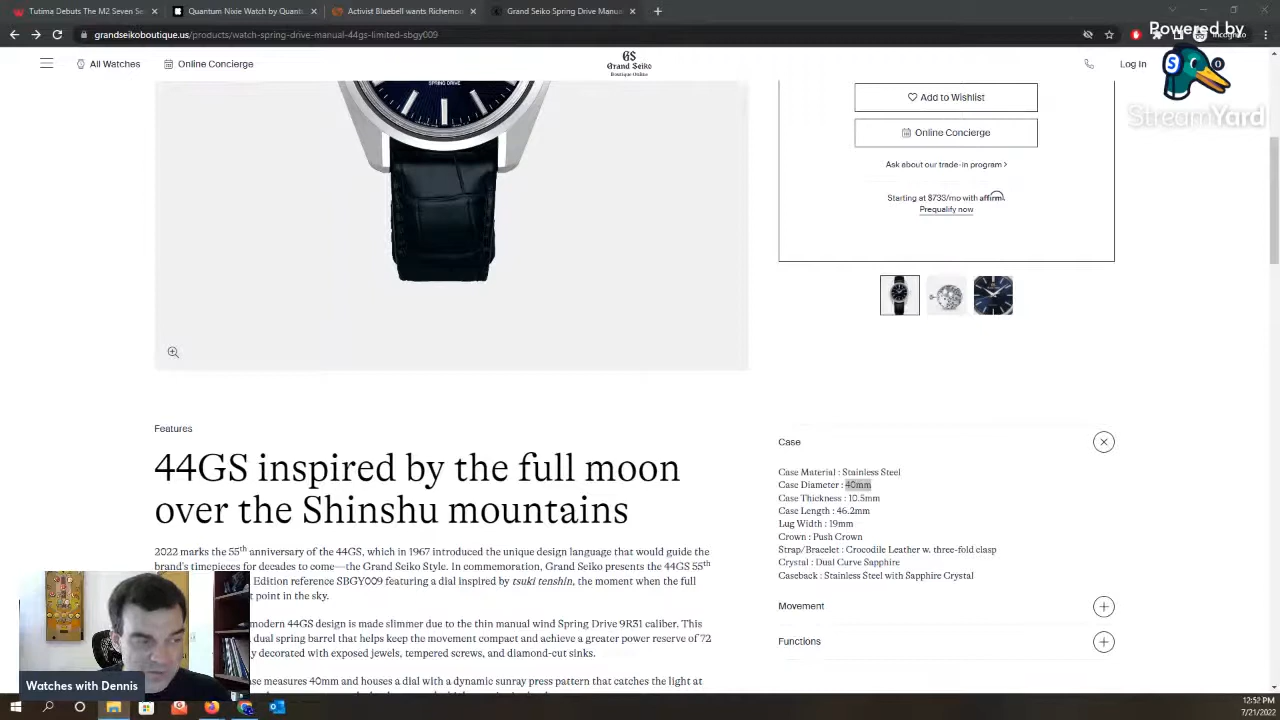 Tutima Debuts The M2 Seven Se
Quantum Nixie Watch by Quantu
Activist Bluebell wants Richemon
Grand Seiko Spring Drive Manu
grandseikoboutique.us/products/watch-spring-drive-manual-44gs-limited-sbgy009
Powered by
StreamYard
All Watches
Online Concierge
GS
Grand Seiko
Boutique Online
Log In
SPRING DRIVE
Add to Wishlist
Online Concierge
Ask about our trade-in program >
Starting at $733/mo with affirm.
Prequalify now
Features
44GS inspired by the full moon
over the Shinshu mountains
2022 marks the 55th anniversary of the 44GS, which in 1967 introduced the unique design language that would guide the
brand's timepieces for decades to come—the Grand Seiko Style. In commemoration, Grand Seiko presents the 44GS 55th
Edition reference SBGY009 featuring a dial inspired by tsuki tenshin, the moment when the full
point in the sky.
modern 44GS design is made slimmer due to the thin manual wind Spring Drive 9R31 caliber. This
dual spring barrel that helps keep the movement compact and achieve a greater power reserve of 72
decorated with exposed jewels, tempered screws, and diamond-cut sinks.
measures 40mm and houses a dial with a dynamic sunray press pattern that catches the light at
Case
Case Material : Stainless Steel
Case Diameter : 40mm
Case Thickness : 10.5mm
Case Length : 46.2mm
Lug Width : 19mm
Crown : Push Crown
Strap/Bracelet : Crocodile Leather w. three-fold clasp
Crystal : Dual Curve Sapphire
Caseback : Stainless Steel with Sapphire Crystal
Movement
Functions
Watches with Dennis
12:52 PM
7/21/2022